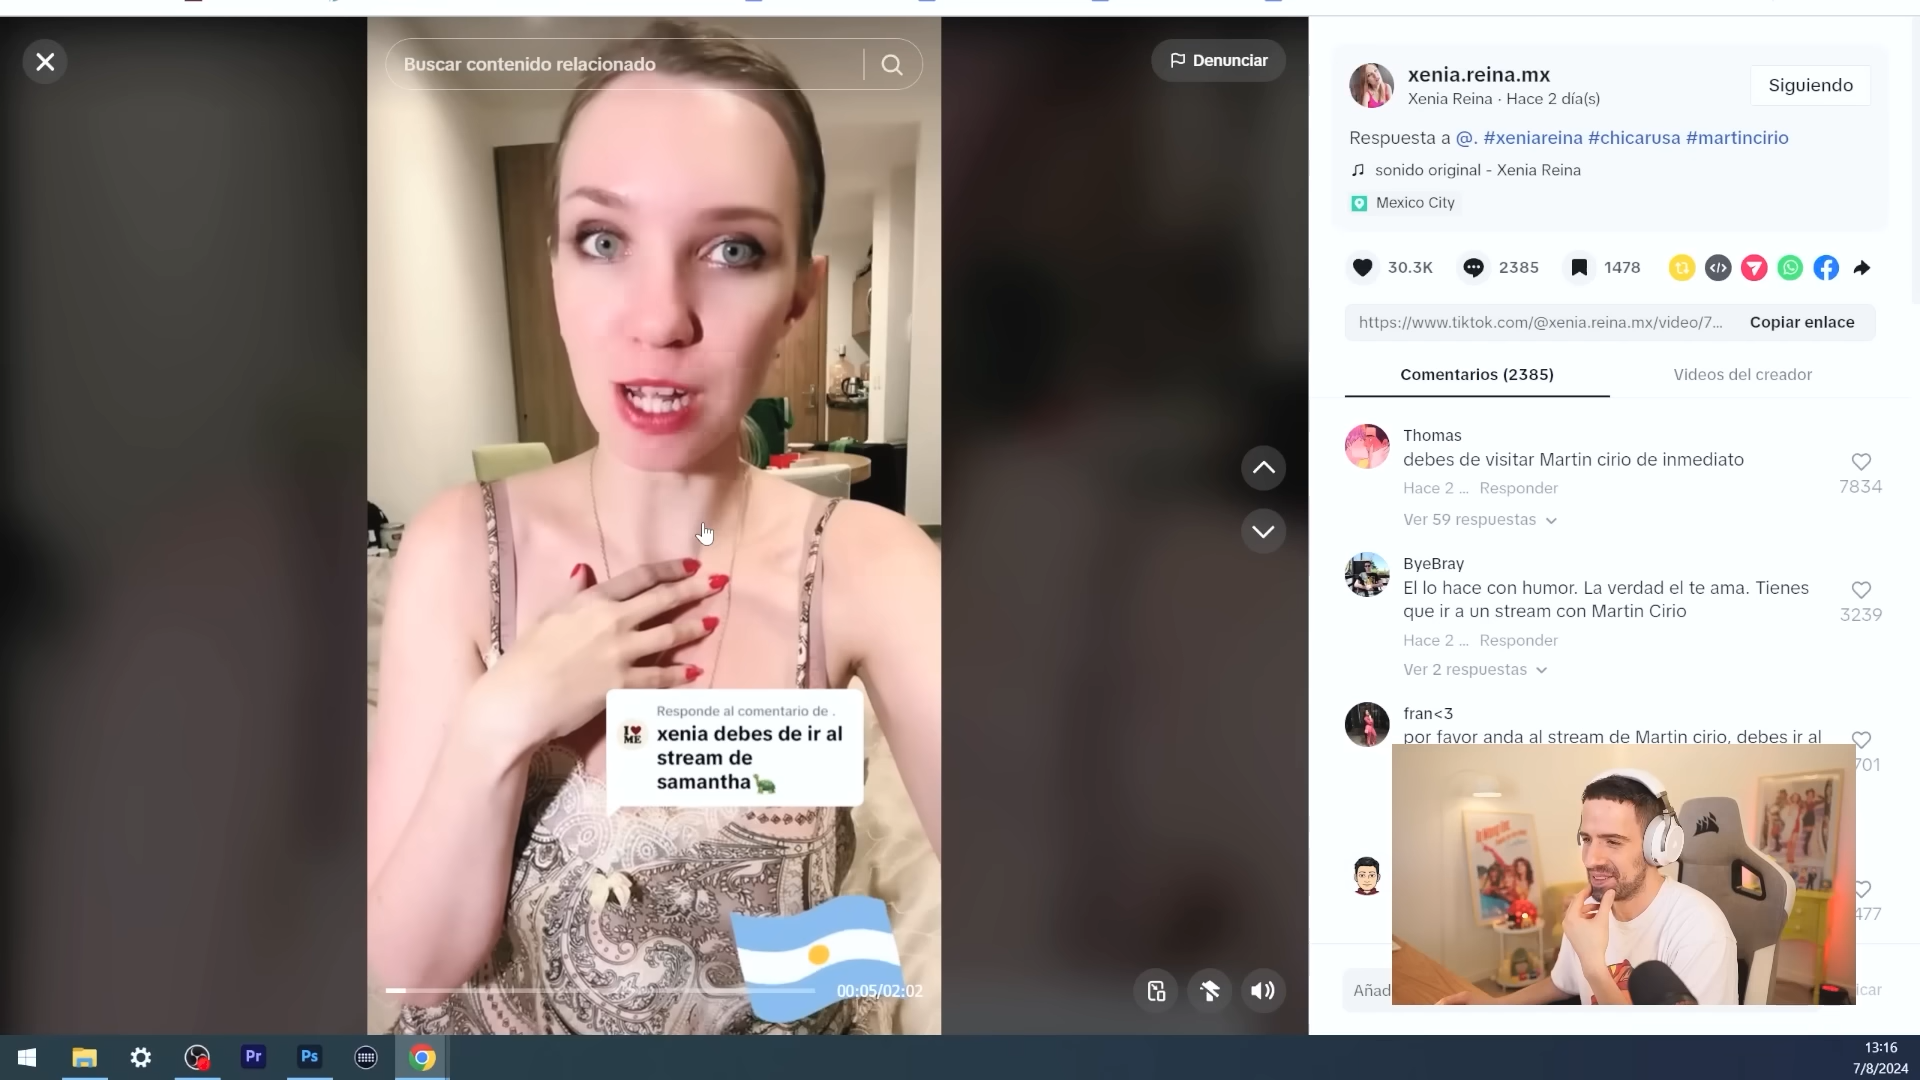 Buscar contenido relacionado
Denunciar
xenia.reina.mx
Xenia Reina · Hace 2 día(s)
Siguiendo
Respuesta a @. #xeniareina #chicarusa #martincirio
sonido original - Xenia Reina
Mexico City
30.3K
2385
1478
https://www.tiktok.com/@xenia.reina.mx/video/7...
Copiar enlace
Comentarios (2385)
Videos del creador
Thomas
debes de visitar Martin cirio de inmediato
Hace 2 ... Responder
7834
Ver 59 respuestas
ByeBray
El lo hace con humor. La verdad el te ama. Tienes
que ir a un stream con Martin Cirio
3239
Hace 2 ... Responder
Ver 2 respuestas
fran<3
por favor anda al stream de Martin cirio, debes ir al
701
477
Responde al comentario de .
I ♥ ME
xenia debes de ir al
stream de
samantha🐢
00:05/02:02
Añad
icar
Pr
Ps
13:16
7/8/2024